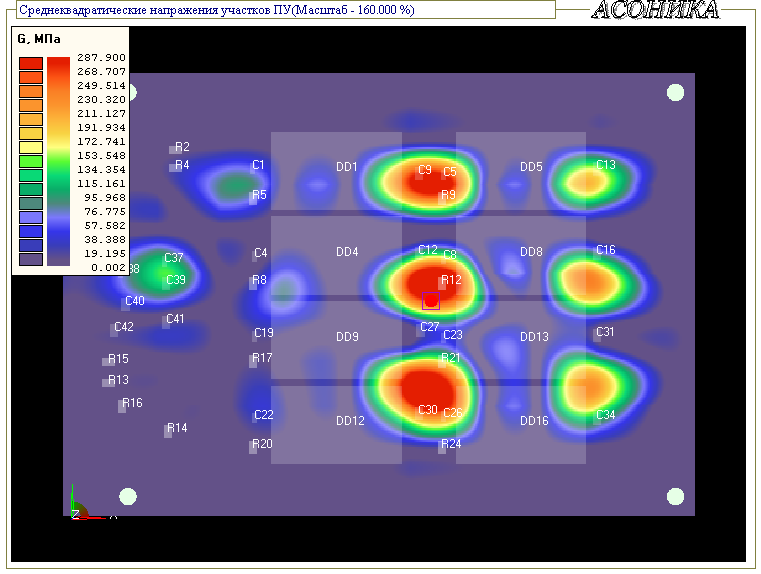 Среднеквадратические напражения участков ПУ(Масштаб - 160.000 %)
АСОНИКА
G, МПа
287.900
268.707
249.514
230.320
211.127
191.934
172.741
153.548
134.354
115.161
95.968
76.775
57.582
38.388
19.195
0.002
R2
R4 C1 DD1 C9 C5 DD5 C13
R5 R9
C37 C4 DD4 C12 C8 DD8 C16
38 C39 R8 R12
C40
C42 C41 C19 DD9 C27 C23 DD13 C31
R15 R17 R21
R13
R16 C22 DD12 C30 C26 DD16 C34
R14 R20 R24
Z